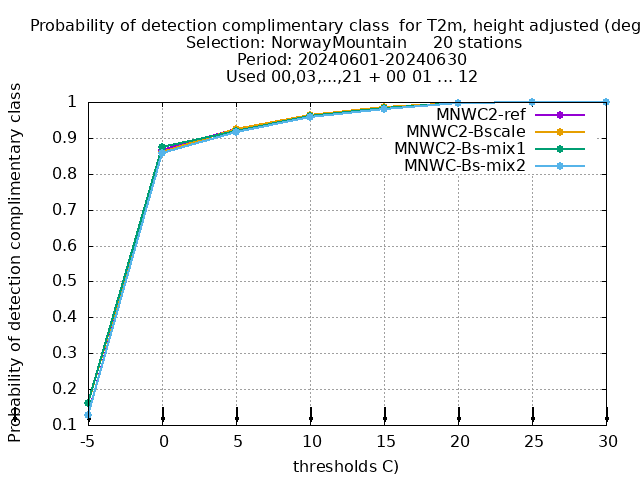 Probability of detection complimentary class  for T2m, height adjusted (deg
Selection: NorwayMountain     20 stations
Period: 20240601-20240630
Used 00,03,...,21 + 00 01 ... 12
Probability of detection complimentary class
1
0.9
0.8
0.7
0.6
0.5
0.4
0.3
0.2
0.1
MNWC2-ref
MNWC2-Bscale
MNWC2-Bs-mix1
MNWC-Bs-mix2
-5 0 5 10 15 20 25 30
thresholds C)